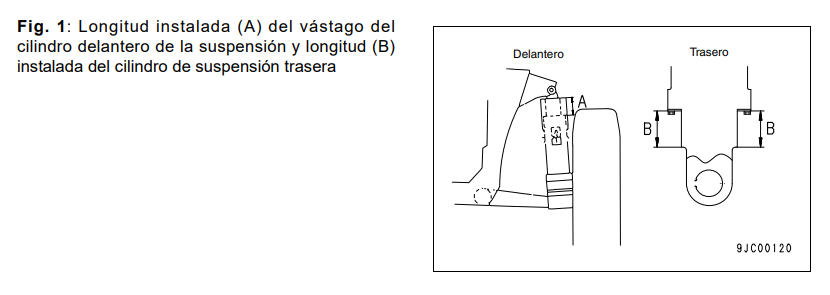 Fig. 1: Longitud instalada (A) del vástago del
cilindro delantero de la suspensión y longitud (B)
instalada del cilindro de suspensión trasera
Delantero
Trasero
A
B
B
9JC00120